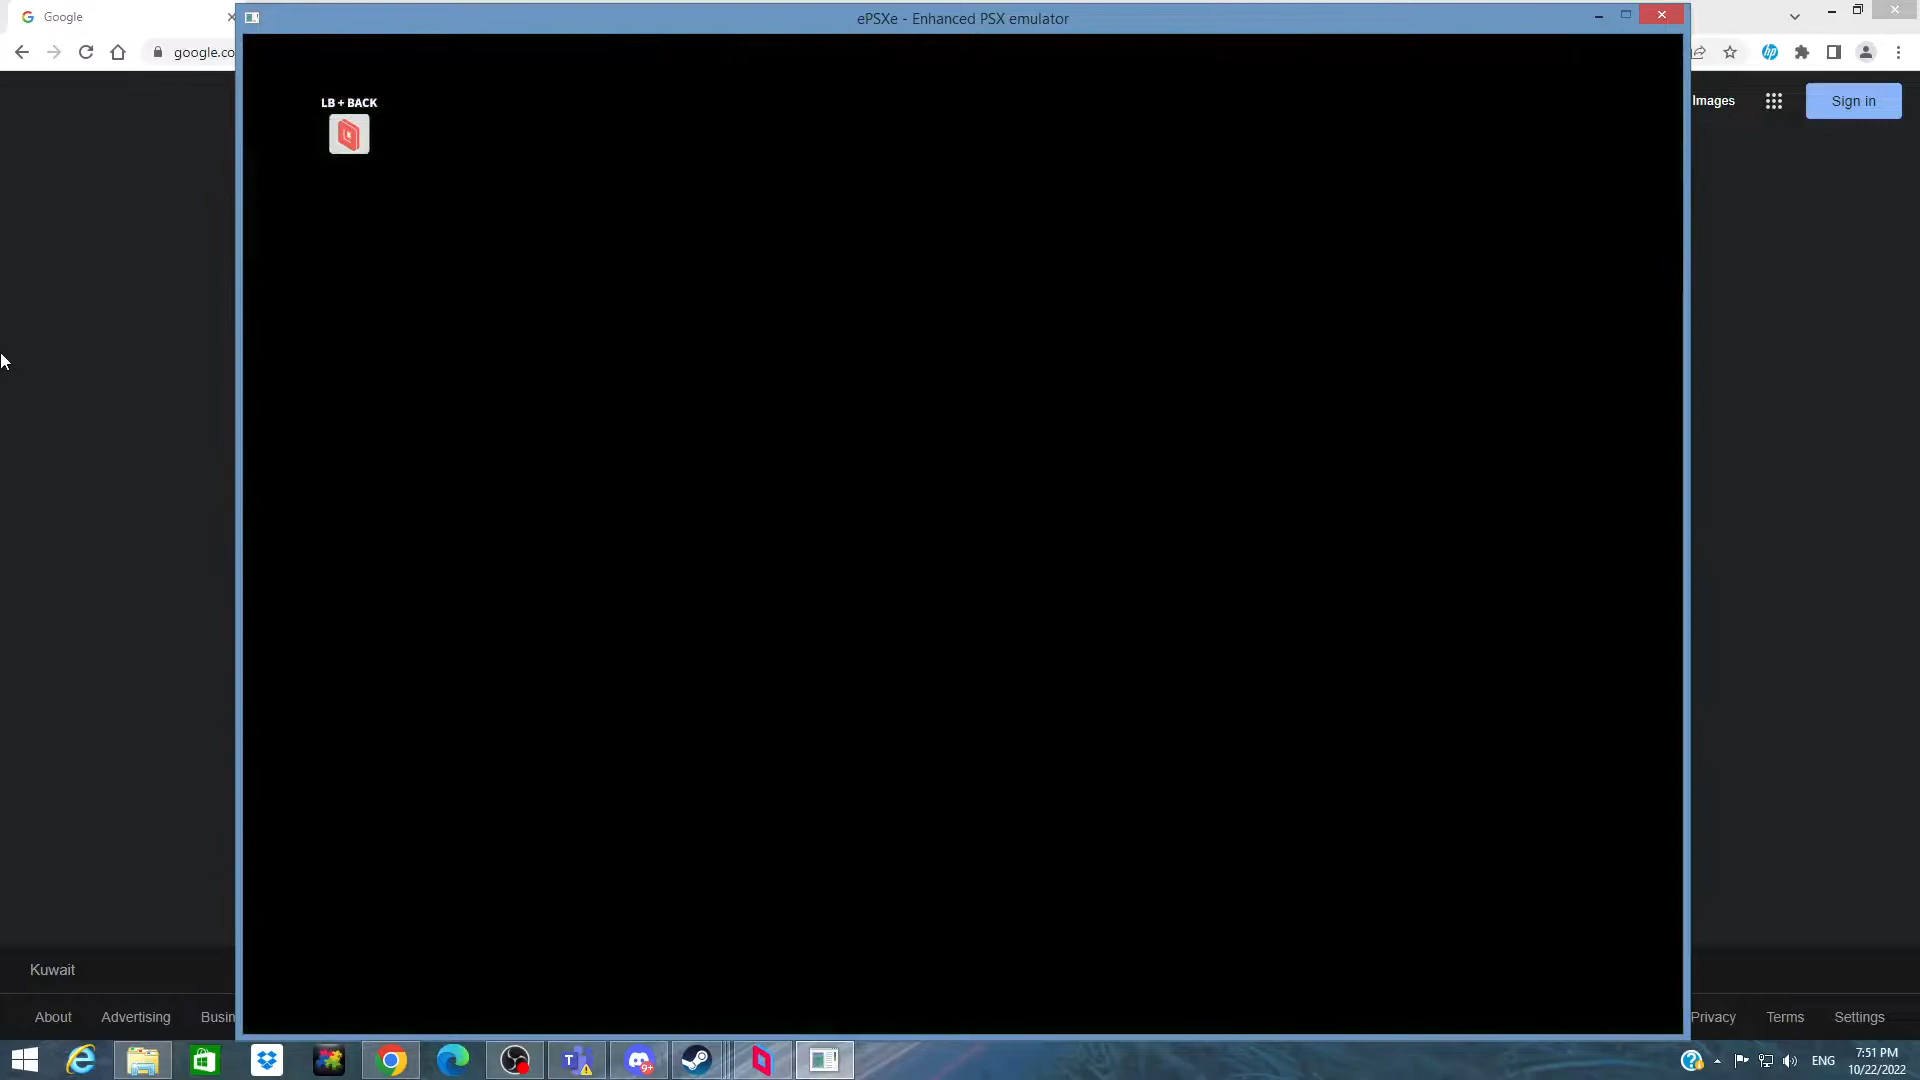 Google
ePSXe - Enhanced PSX emulator
google.co
LB + BACK
Images
Sign in
Kuwait
About
Advertising
Busin
Privacy
Terms
Settings
9+
ENG
7:51 PM
10/22/2022